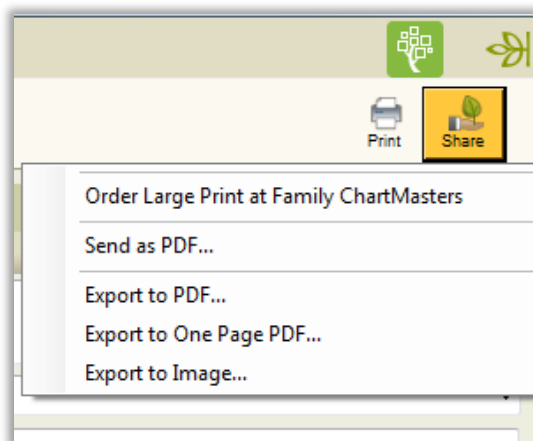 Print Share
Order Large Print at Family ChartMasters
Send as PDF...
Export to PDF...
Export to One Page PDF...
Export to Image...